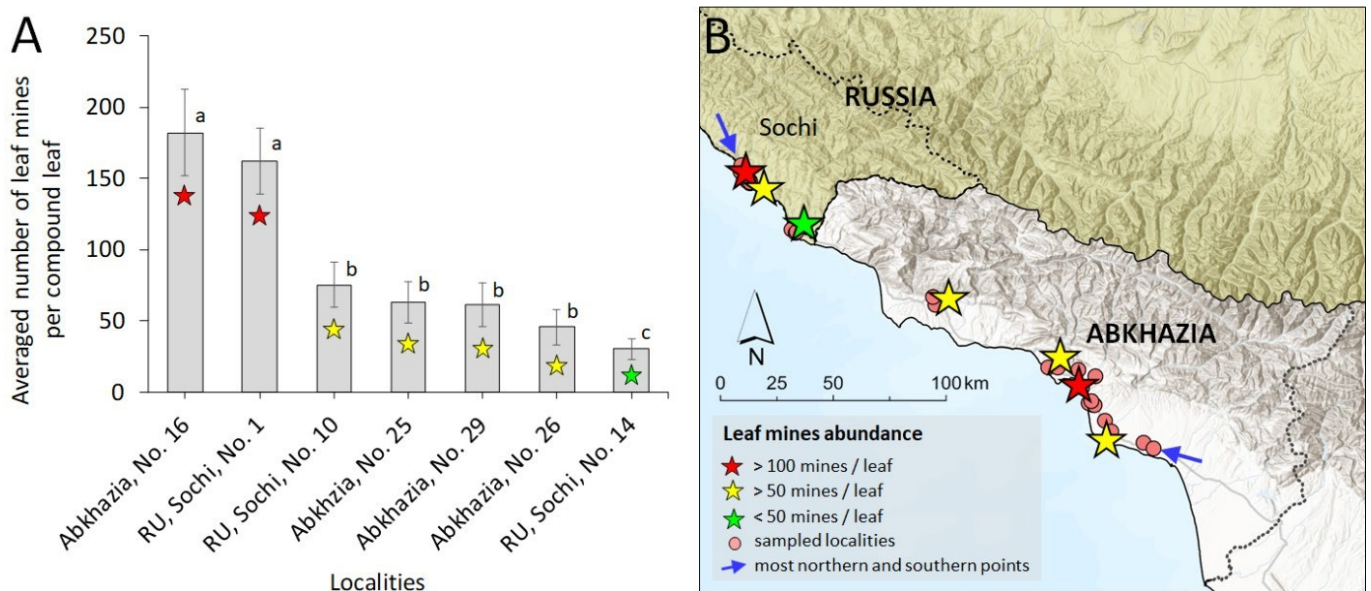 A
Averaged number of leaf mines
per compound leaf
250
200
150
100
50
0
a
a
b
b
b
b
c
Abkhazia, No. 16
RU, Sochi, No. 1
RU, Sochi, No. 10
Abkhzia, No. 25
Abkhazia, No. 29
Abkhazia, No. 26
RU, Sochi, No. 14
Localities
B
RUSSIA
Sochi
ABKHAZIA
N
0 25 50 100 km
Leaf mines abundance
> 100 mines / leaf
> 50 mines / leaf
< 50 mines / leaf
sampled localities
most northern and southern points